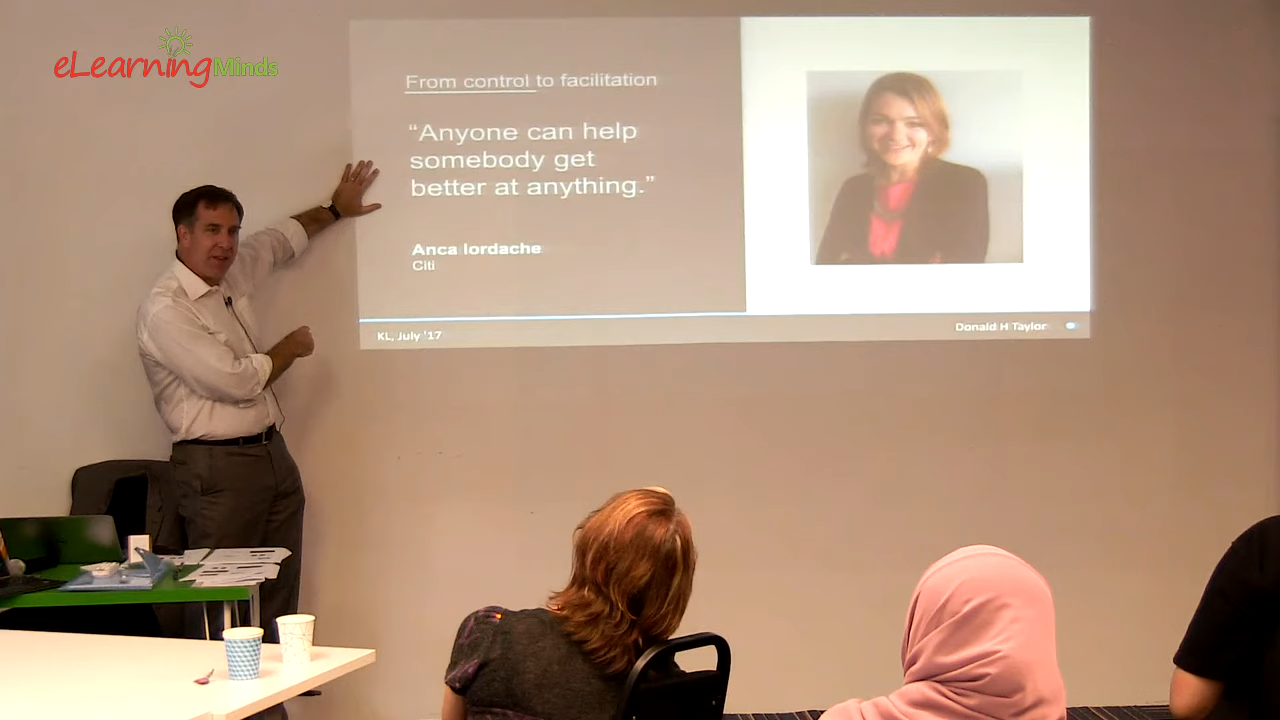 eLearningMinds
From control to facilitation
“Anyone can help
somebody get
better at anything.”
Anca Iordache
Citi
KL, July '17
Donald H Taylor